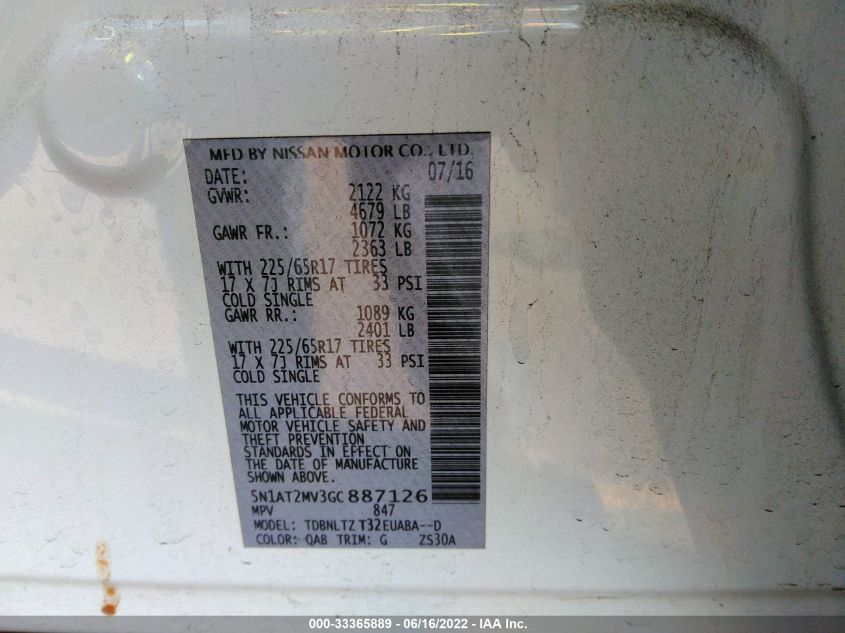 MFD BY NISSAN MOTOR CO., LTD.
DATE: 07/16
GVWR: 2122 KG
4679 LB
GAWR FR.: 1072 KG
2363 LB
WITH 225/65R17 TIRES
17 X 7J RIMS AT 33 PSI
COLD SINGLE
GAWR RR.: 1089 KG
2401 LB
WITH 225/65R17 TIRES
17 X 7J RIMS AT 33 PSI
COLD SINGLE
THIS VEHICLE CONFORMS TO
ALL APPLICABLE FEDERAL
MOTOR VEHICLE SAFETY AND
THEFT PREVENTION
STANDARDS IN EFFECT ON
THE DATE OF MANUFACTURE
SHOWN ABOVE.
5N1AT2MV3GC887126
MPV 847
MODEL: TDBNLTZ T32EUABA--D
COLOR: QAB TRIM: G ZS30A
000-33365889 - 06/16/2022 - IAA Inc.